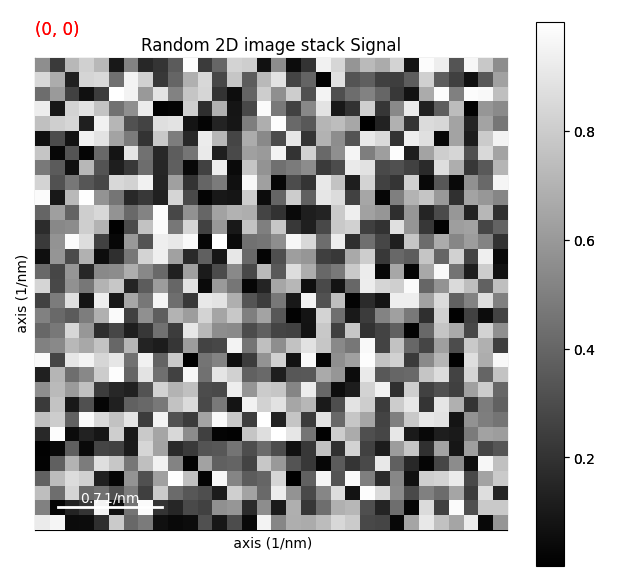 (0, 0)
Random 2D image stack Signal
0.8
0.6
0.4
0.2
axis (1/nm)
0.7 1/nm
axis (1/nm)